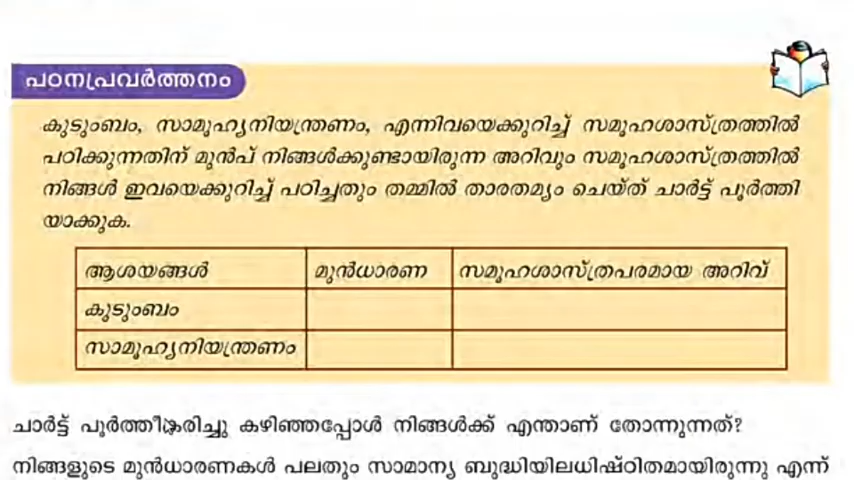 പഠനപ്രവർത്തനം
കുടുംബം, സാമൂഹ്യനിയന്ത്രണം, എന്നിവയെക്കുറിച്ച് സമൂഹശാസ്ത്രത്തിൽ
പഠിക്കുന്നതിന് മുൻപ് നിങ്ങൾക്കുണ്ടായിരുന്ന അറിവും സമൂഹശാസ്ത്രത്തിൽ
നിങ്ങൾ ഇവയെക്കുറിച്ച് പഠിച്ചതും തമ്മിൽ താരതമ്യം ചെയ്ത് ചാർട്ട് പൂർത്തി
യാക്കുക.
ആശയങ്ങൾ മുൻധാരണ സമൂഹശാസ്ത്രപരമായ അറിവ്
കുടുംബം
സാമൂഹ്യനിയന്ത്രണം
ചാർട്ട് പൂർത്തീകരിച്ചു കഴിഞ്ഞപ്പോൾ നിങ്ങൾക്ക് എന്താണ് തോന്നുന്നത്?
നിങ്ങളുടെ മുൻധാരണകൾ പലതും സാമാന്യ ബുദ്ധിയിലധിഷ്ഠിതമായിരുന്നു എന്ന്